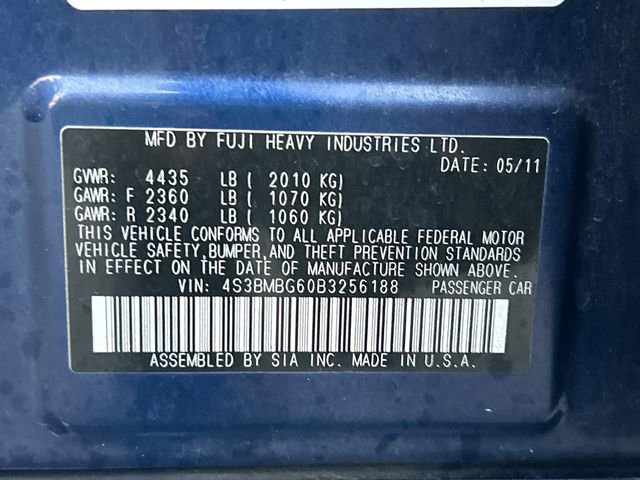 MFD BY FUJI HEAVY INDUSTRIES LTD.
DATE: 05/11
GVWR: 4435 LB ( 2010 KG)
GAWR: F 2360 LB ( 1070 KG)
GAWR: R 2340 LB ( 1060 KG)
THIS VEHICLE CONFORMS TO ALL APPLICABLE FEDERAL MOTOR
VEHICLE SAFETY,BUMPER,AND THEFT PREVENTION STANDARDS
IN EFFECT ON THE DATE OF MANUFACTURE SHOWN ABOVE.
VIN: 4S3BMBG60B3256188 PASSENGER CAR
ASSEMBLED BY SIA INC. MADE IN U.S.A.